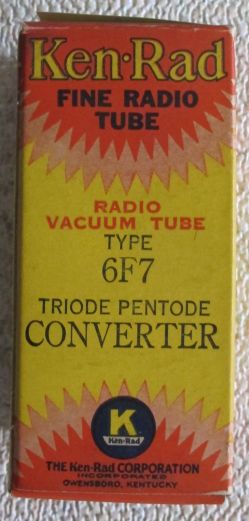 Ken-Rad
FINE RADIO
TUBE
RADIO
VACUUM TUBE
TYPE
6F7
TRIODE PENTODE
CONVERTER
K
Ken-Rad
THE Ken-Rad CORPORATION
INCORPORATED
OWENSBORO, KENTUCKY